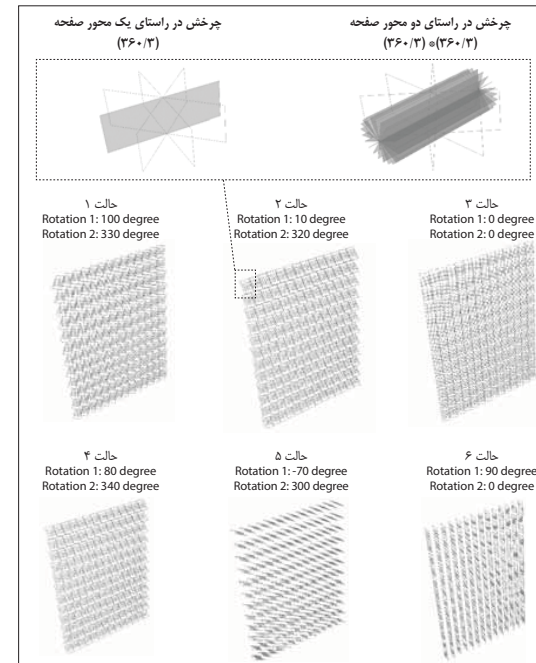 چرخش در راستای دو محور صفحه
(۳۶۰/۳)*(۳۶۰/۳)
چرخش در راستای یک محور صفحه
(۳۶۰/۳)
حالت ۱
Rotation 1: 100 degree
Rotation 2: 330 degree
حالت ۲
Rotation 1: 10 degree
Rotation 2: 320 degree
حالت ۳
Rotation 1: 0 degree
Rotation 2: 0 degree
حالت ۴
Rotation 1: 80 degree
Rotation 2: 340 degree
حالت ۵
Rotation 1: -70 degree
Rotation 2: 300 degree
حالت ۶
Rotation 1: 90 degree
Rotation 2: 0 degree